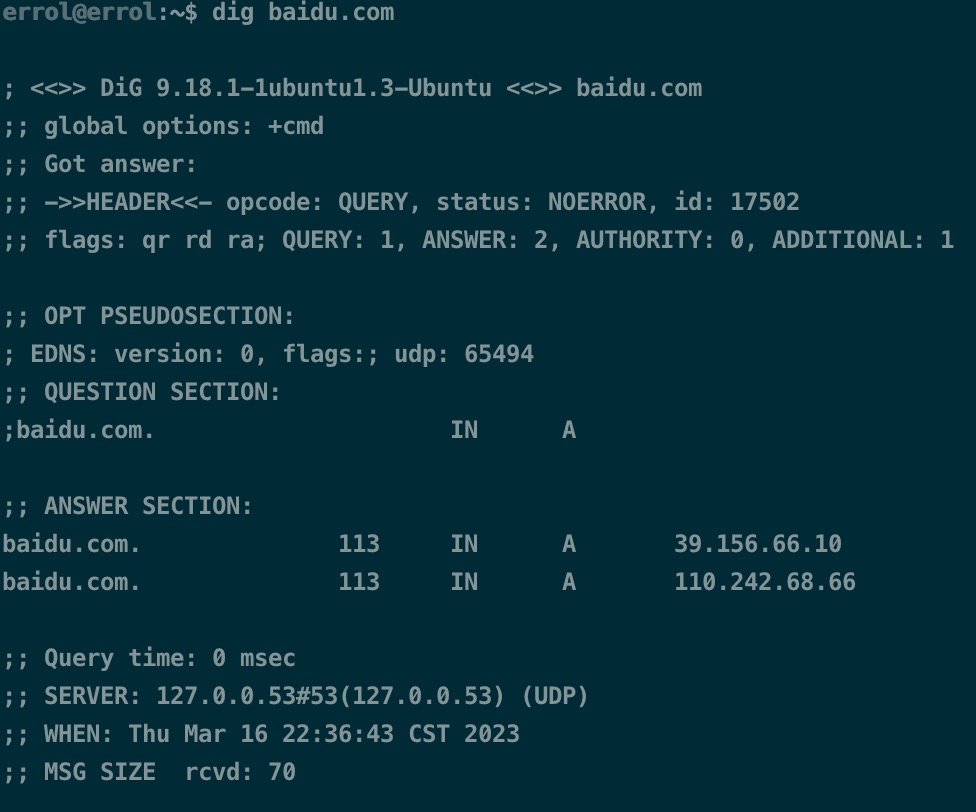 errol@errol:~$ dig baidu.com
; <<>> DiG 9.18.1-1ubuntu1.3-Ubuntu <<>> baidu.com
;; global options: +cmd
;; Got answer:
;; ->>HEADER<<- opcode: QUERY, status: NOERROR, id: 17502
;; flags: qr rd ra; QUERY: 1, ANSWER: 2, AUTHORITY: 0, ADDITIONAL: 1
;; OPT PSEUDOSECTION:
; EDNS: version: 0, flags:; udp: 65494
;; QUESTION SECTION:
;baidu.com. IN A
;; ANSWER SECTION:
baidu.com. 113 IN A 39.156.66.10
baidu.com. 113 IN A 110.242.68.66
;; Query time: 0 msec
;; SERVER: 127.0.0.53#53(127.0.0.53) (UDP)
;; WHEN: Thu Mar 16 22:36:43 CST 2023
;; MSG SIZE  rcvd: 70